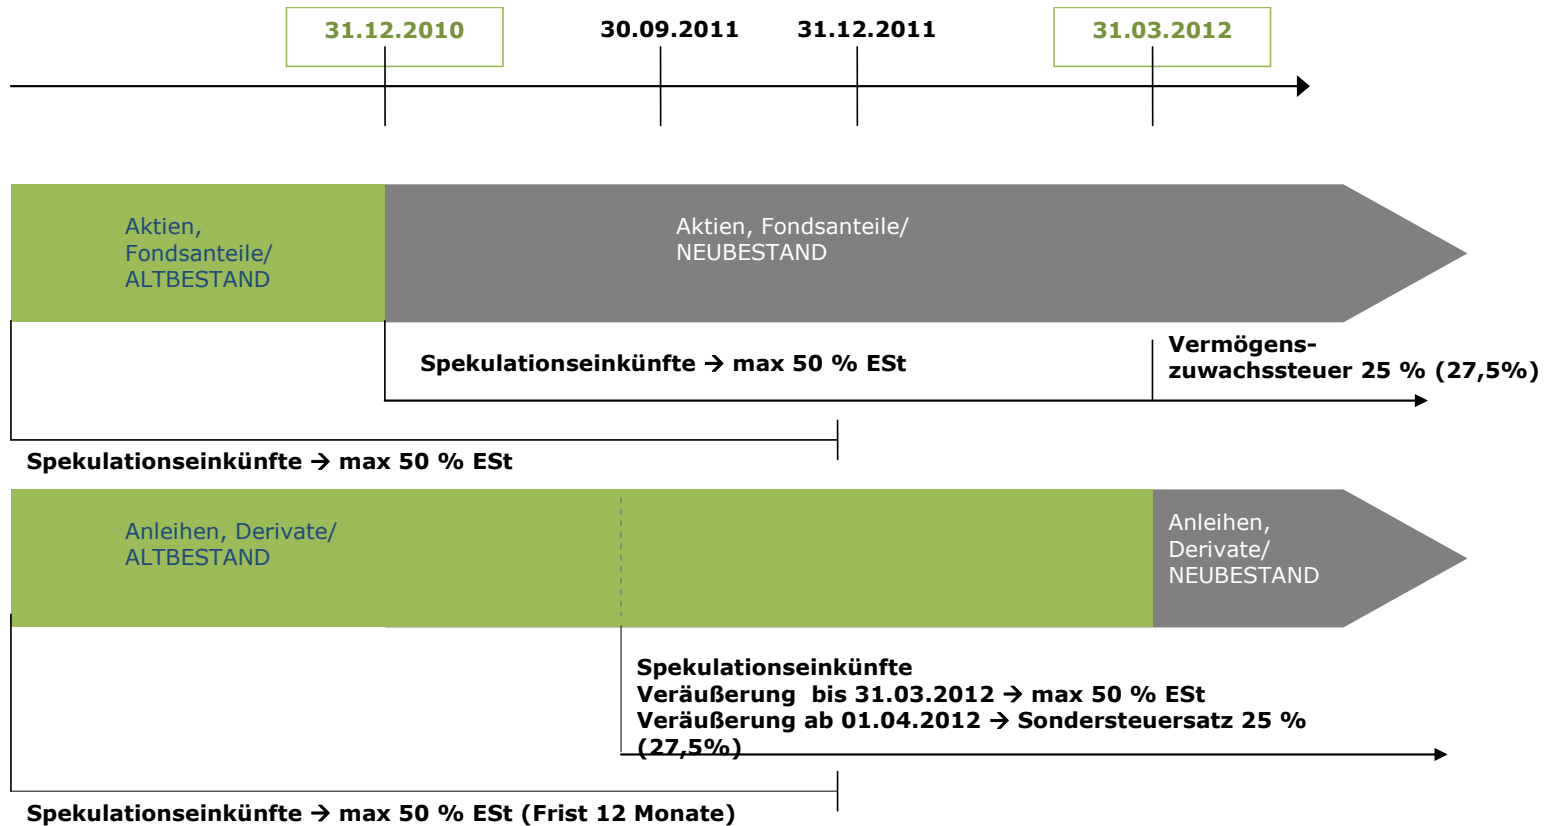 31.12.2010
30.09.2011
31.12.2011
31.03.2012
Aktien,
Fondsanteile/
ALTBESTAND
Aktien, Fondsanteile/
NEUBESTAND
Spekulationseinkünfte → max 50 % ESt
Vermögens-
zuwachssteuer 25 % (27,5%)
Spekulationseinkünfte → max 50 % ESt
Anleihen, Derivate/
ALTBESTAND
Anleihen,
Derivate/
NEUBESTAND
Spekulationseinkünfte
Veräußerung bis 31.03.2012 → max 50 % ESt
Veräußerung ab 01.04.2012 → Sondersteuersatz 25 %
(27,5%)
Spekulationseinkünfte → max 50 % ESt (Frist 12 Monate)